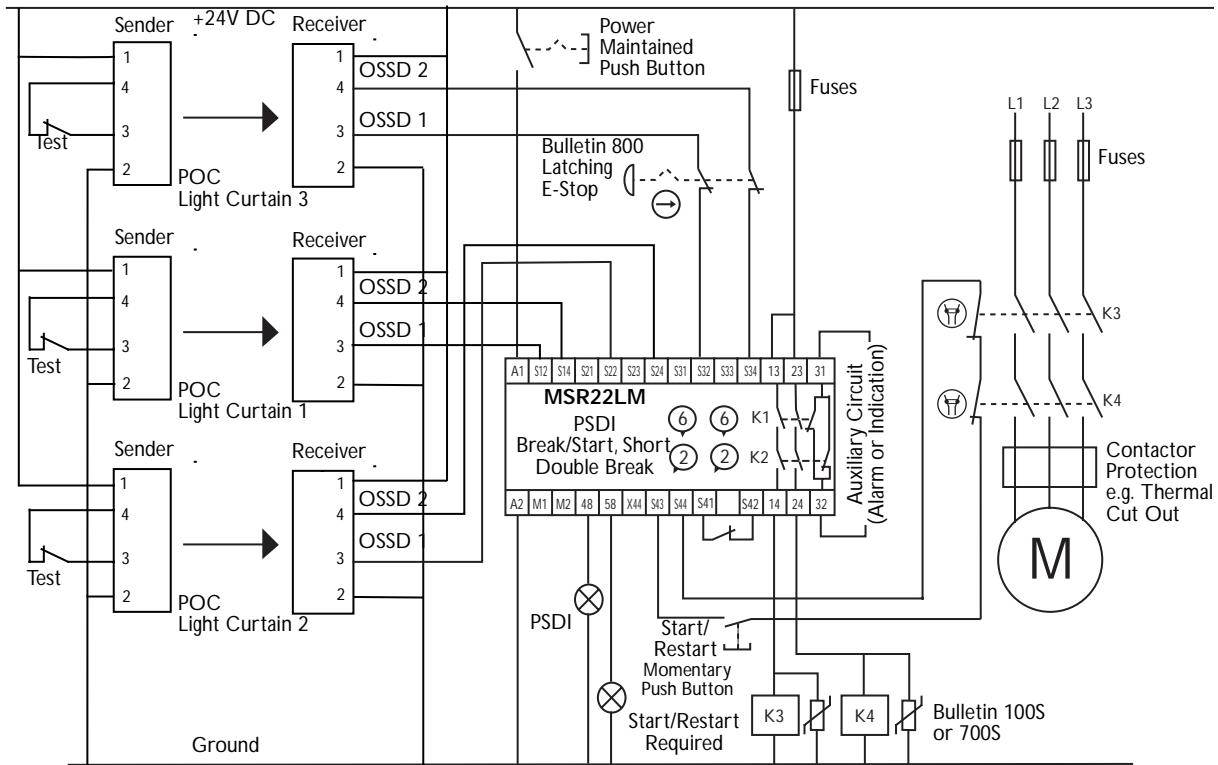 Sender
+24V DC
Receiver
1
4
3
2
Test
POC
Light Curtain 3
1
4
3
2
OSSD 2
OSSD 1
Power
Maintained
Push Button
Bulletin 800
Latching
E-Stop
Fuses
L1 L2 L3
Fuses
Sender
Receiver
1
4
3
2
Test
POC
Light Curtain 1
1
4
3
2
OSSD 2
OSSD 1
Sender
Receiver
1
4
3
2
Test
POC
Light Curtain 2
1
4
3
2
OSSD 2
OSSD 1
A1 S12 S14 S21 S22 S23 S24 S31 S32 S33 S34 13 23 31
MSR22LM
PSDI
Break/Start, Short
Double Break
6 6
2 2
K1
K2
A2 M1 M2 48 58 X44 S43 S44 S41 S42 14 24 32
Auxiliary Circuit
(Alarm or Indication)
K3
K4
Contactor
Protection
e.g. Thermal
Cut Out
M
PSDI
Start/
Restart
Momentary
Push Button
Start/Restart
Required
K3
K4
Bulletin 100S
or 700S
Ground